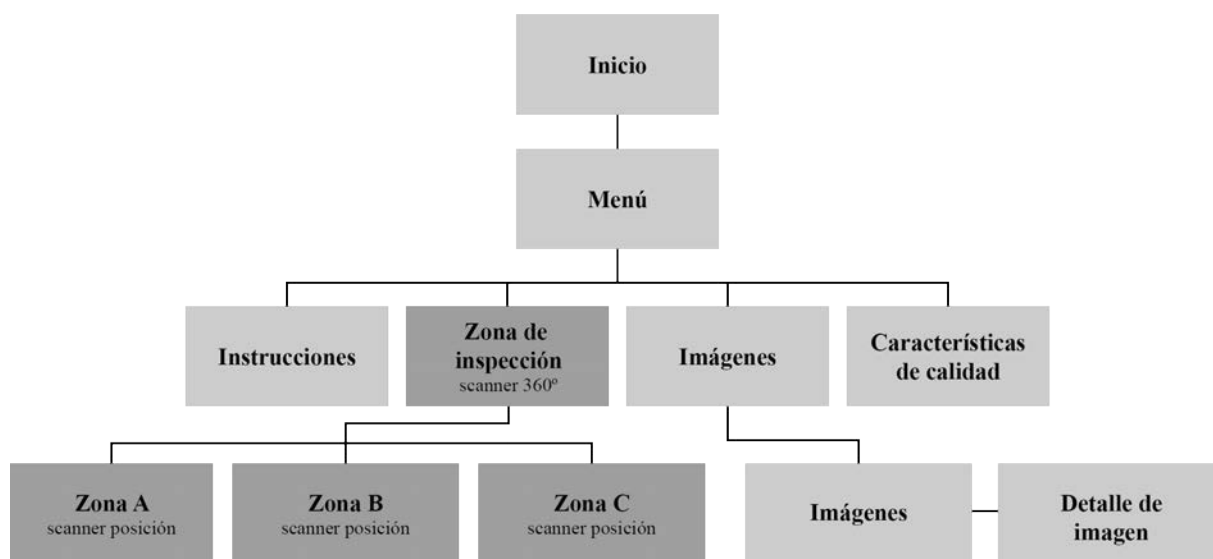 Inicio
Menú
Instrucciones
Zona de
inspección
scanner 360º
Imágenes
Características
de calidad
Zona A
scanner posición
Zona B
scanner posición
Zona C
scanner posición
Imágenes
Detalle de
imagen